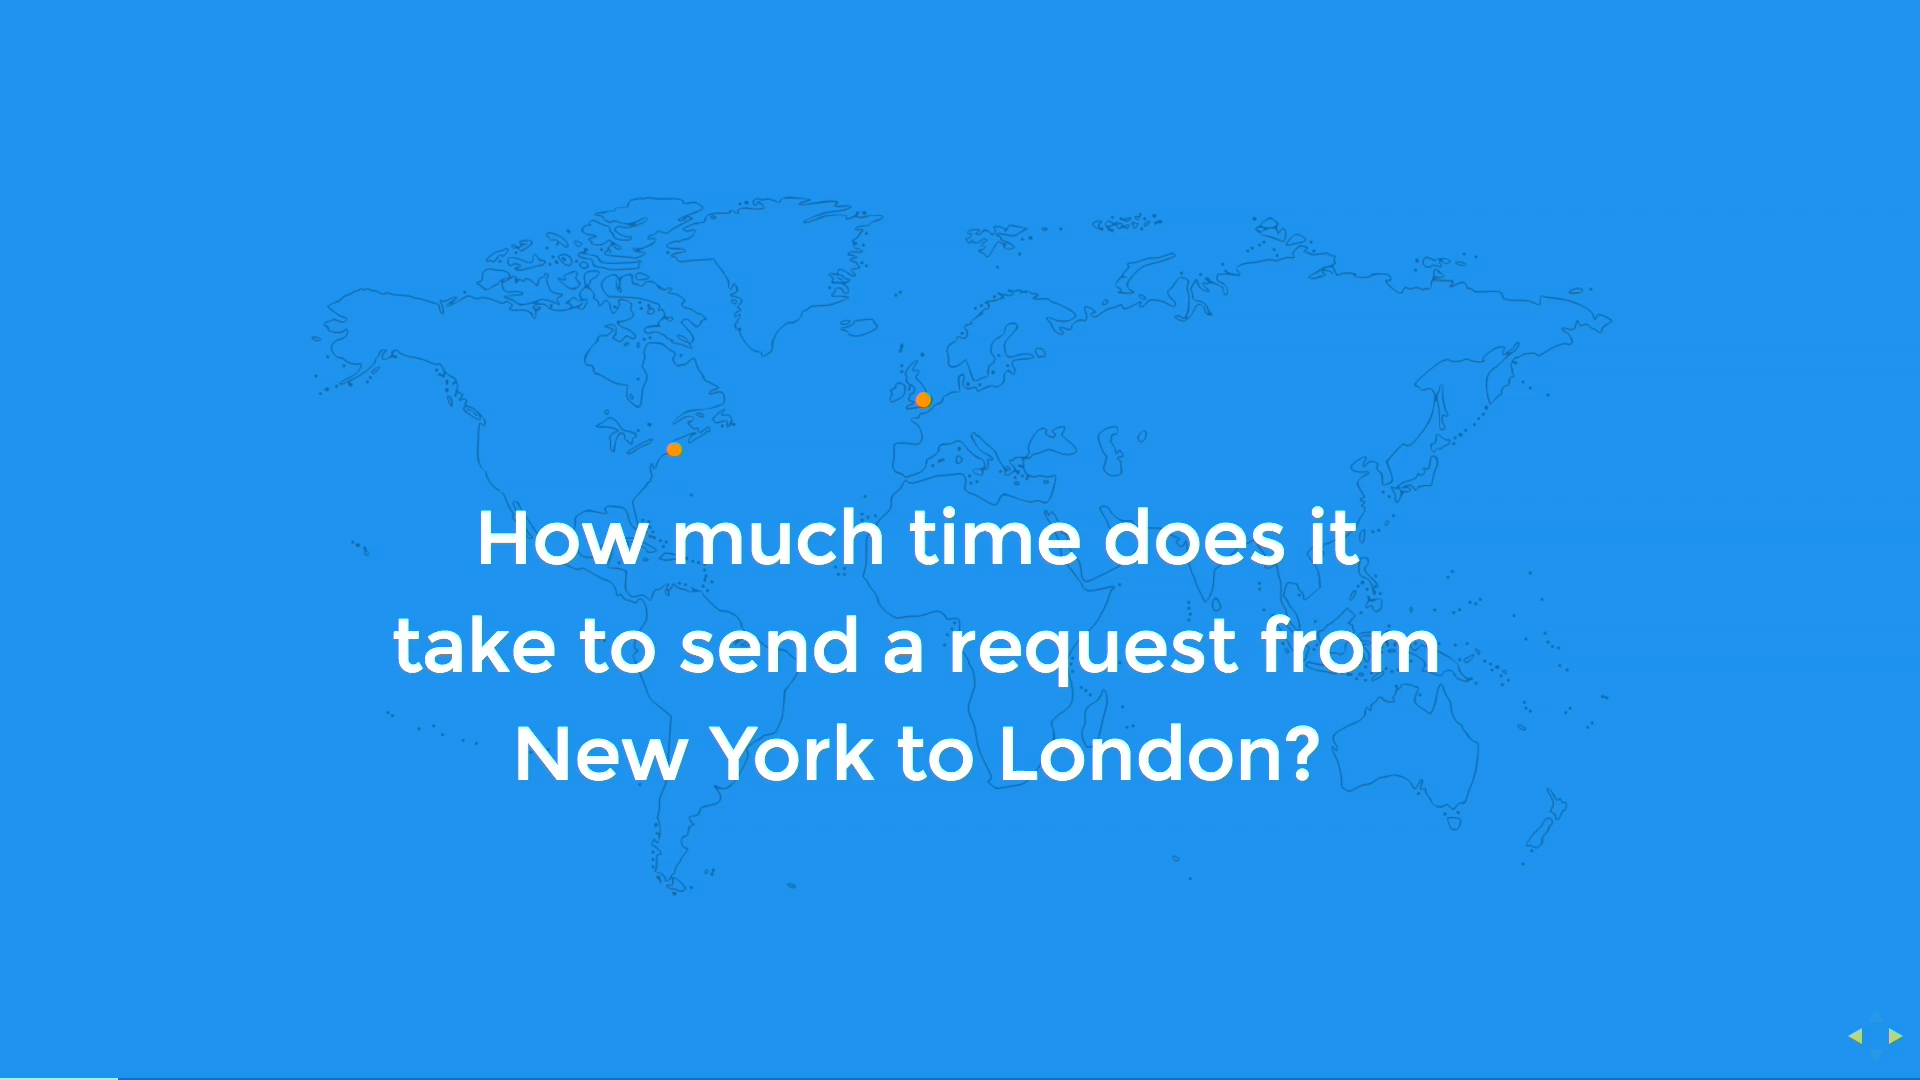 How much time does it
take to send a request from
New York to London?